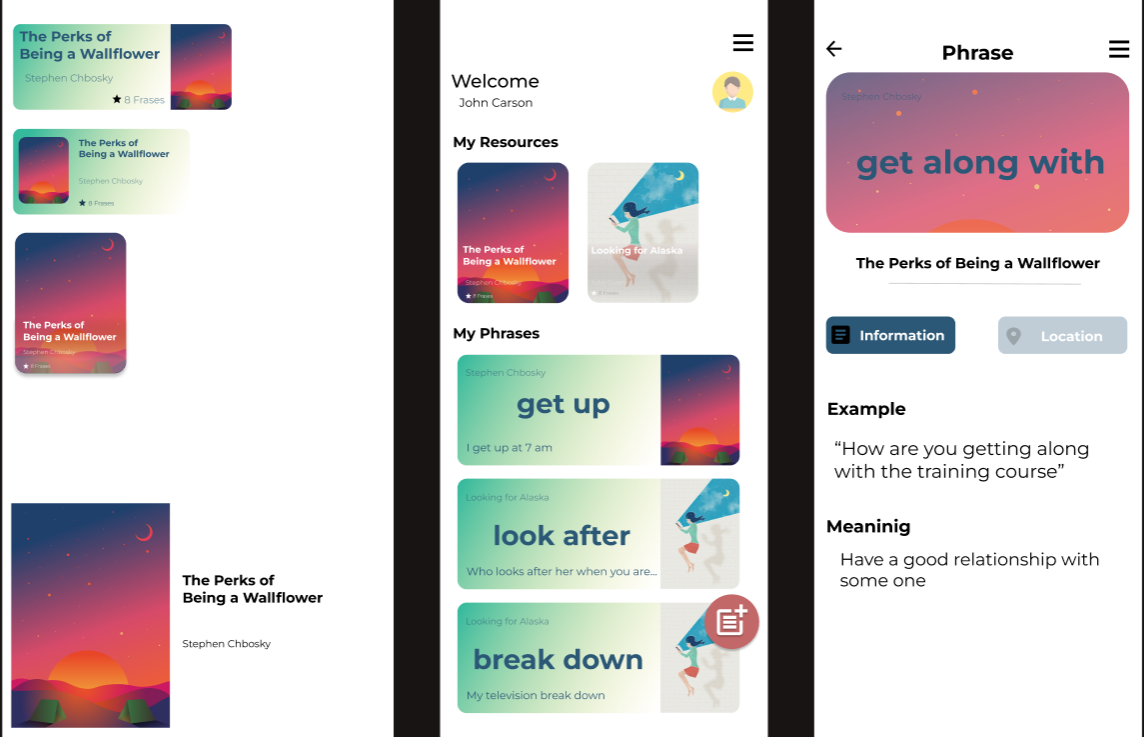 The Perks of
Being a Wallflower
Stephen Chbosky
8 Frases
The Perks of
Being a Wallflower
Stephen Chbosky
8 Frases
The Perks of
Being a Wallflower
Stephen Chbosky
8 Frases
The Perks of
Being a Wallflower
Stephen Chbosky
Welcome
John Carson
My Resources
The Perks of
Being a Wallflower
Stephen Chbosky
8 Frases
Looking for Alaska
8 Frases
My Phrases
Stephen Chbosky
get up
I get up at 7 am
Looking for Alaska
look after
Who looks after her when you are...
Looking for Alaska
break down
My television break down
Phrase
Stephen Chbosky
get along with
The Perks of Being a Wallflower
Information
Location
Example
“How are you getting along
with the training course”
Meaninig
Have a good relationship with
some one